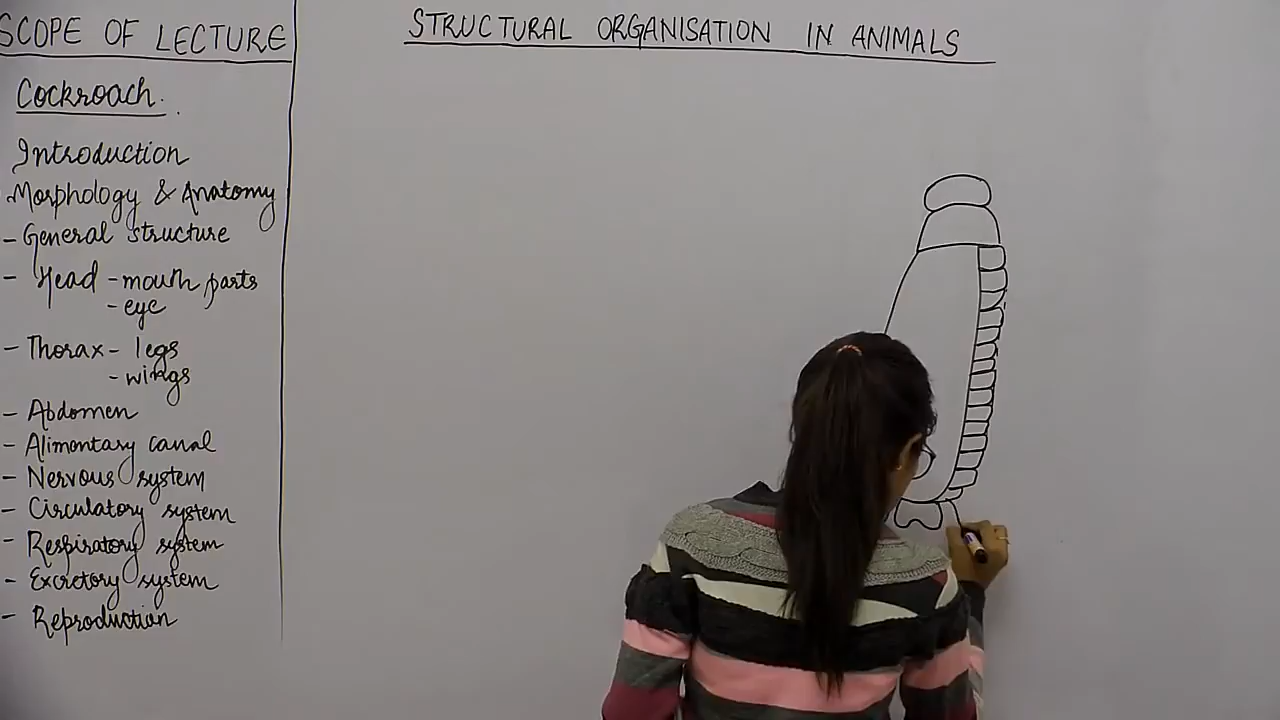 SCOPE OF LECTURE
STRUCTURAL ORGANISATION IN ANIMALS
Cockroach.
Introduction
Morphology & Anatomy
- General structure
- Head - mouth parts
- eye
- Thorax - legs
- wings
- Abdomen
- Alimentary canal
- Nervous system
- Circulatory system
- Respiratory system
- Excretory system
- Reproduction